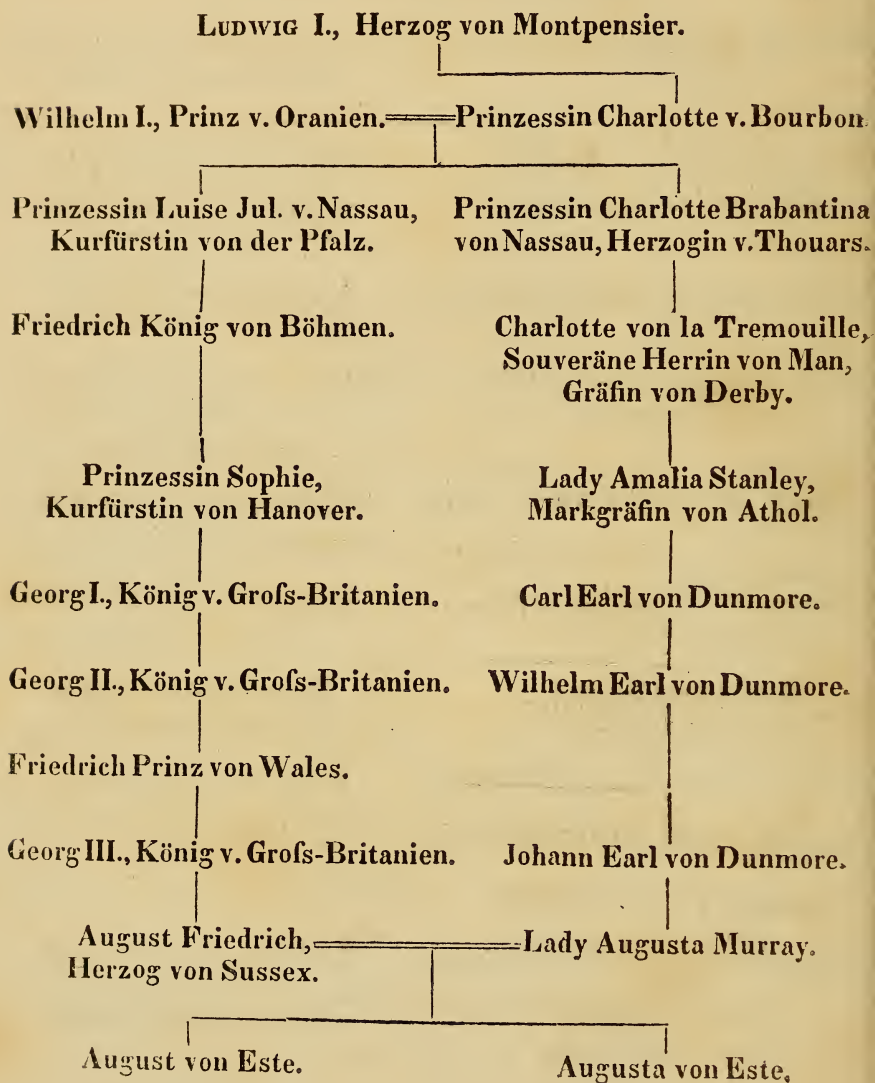 LUDWIG I., Herzog von Montpensier.
Wilhelm I., Prinz v. Oranien. Prinzessin Charlotte v. Bourbon.
Prinzessin Luise Jul. v. Nassau, Prinzessin Charlotte Brabantina
Kurfürstin von der Pfalz. von Nassau, Herzogin v. Thouars.
Friedrich König von Böhmen. Charlotte von la Tremouille,
Souveräne Herrin von Man,
Gräfin von Derby.
Prinzessin Sophie, Lady Amalia Stanley,
Kurfürstin von Hanover. Markgräfin von Athol.
Georg I., König v. Groſs-Britanien. Carl Earl von Dunmore.
Georg II., König v. Groſs-Britanien. Wilhelm Earl von Dunmore.
Friedrich Prinz von Wales.
Georg III., König v. Groſs-Britanien. Johann Earl von Dunmore.
August Friedrich, Lady Augusta Murray.
Herzog von Sussex.
August von Este. Augusta von Este.